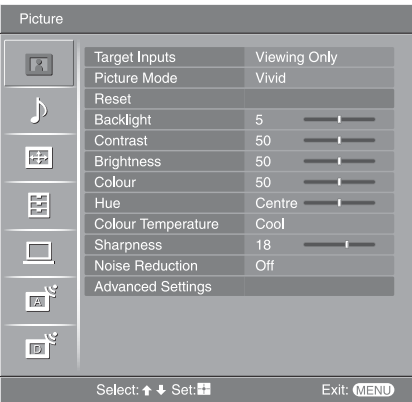 Picture
Target Inputs Viewing Only
Picture Mode Vivid
Reset
Backlight 5
Contrast 50
Brightness 50
Colour 50
Hue Centre
Colour Temperature Cool
Sharpness 18
Noise Reduction Off
Advanced Settings
A
D
Select: Set: Exit: MENU